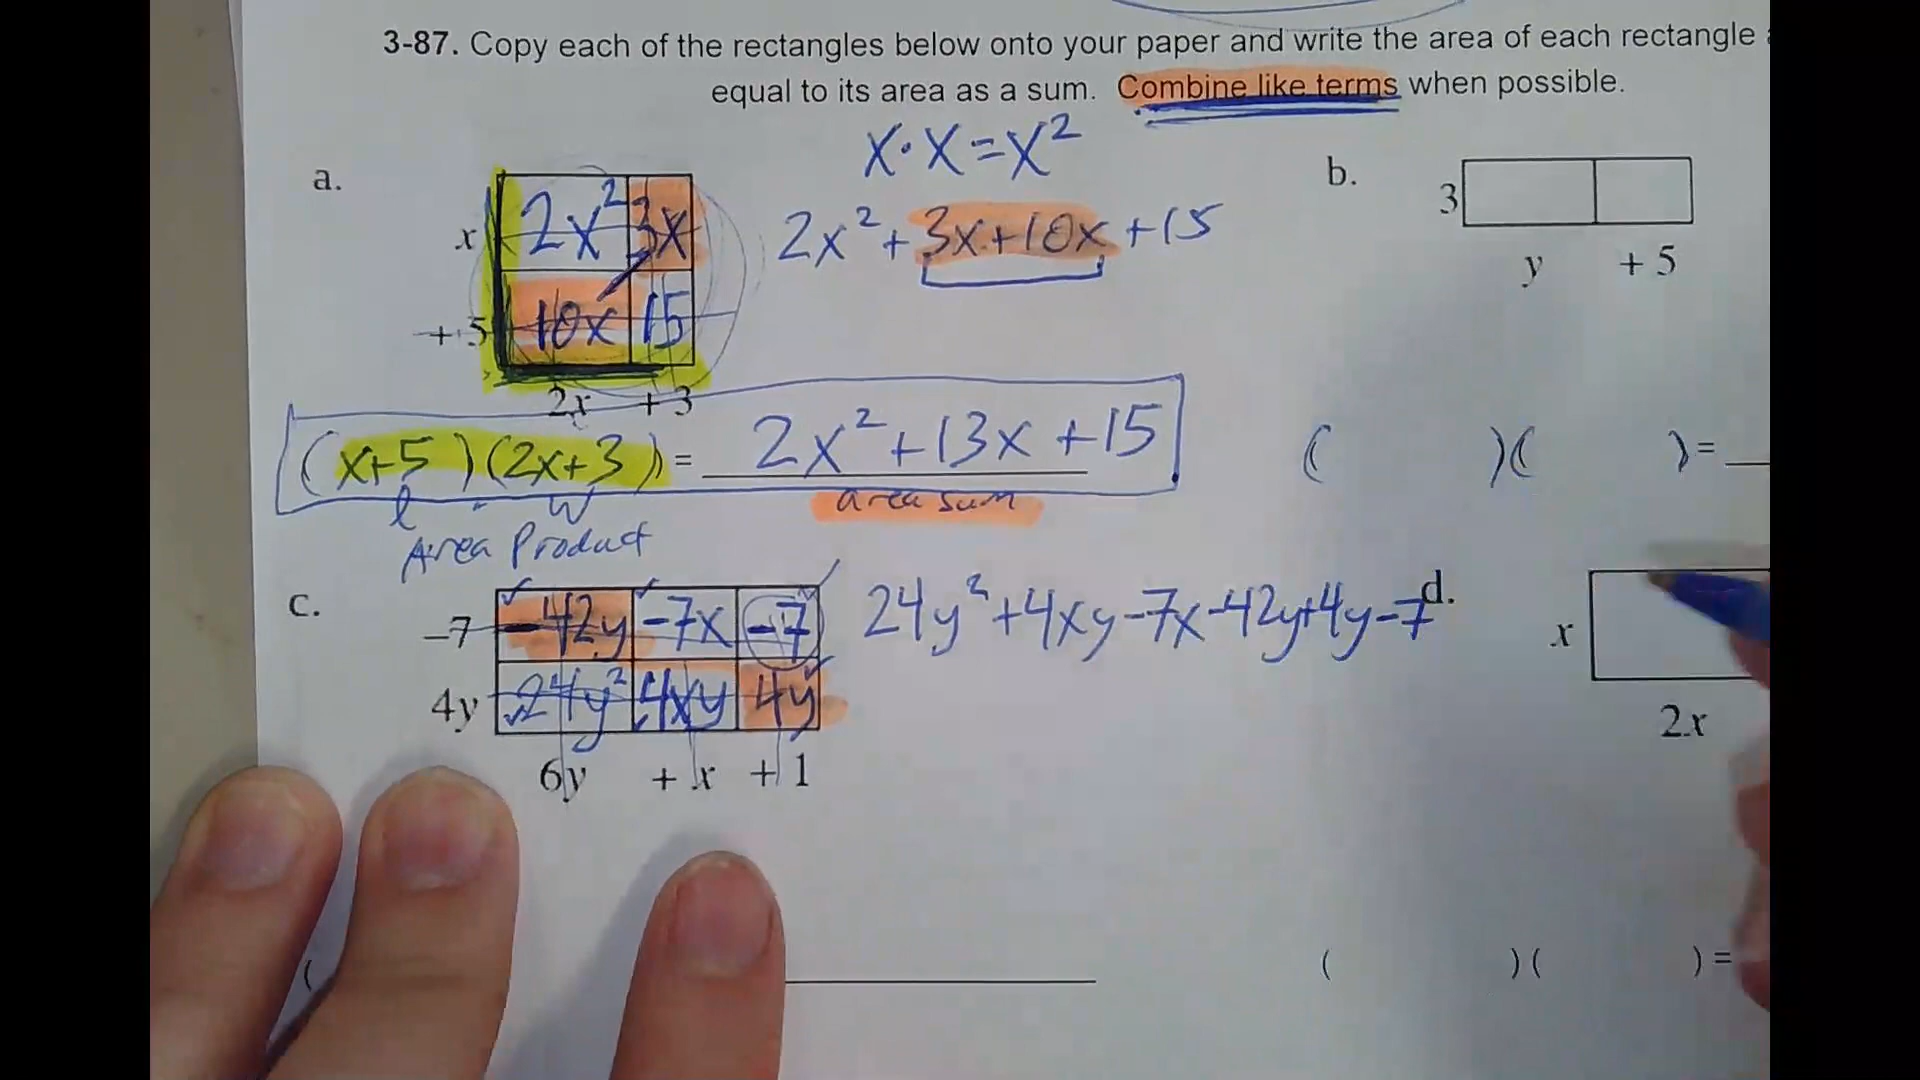 3-87. Copy each of the rectangles below onto your paper and write the area of each rectangle
equal to its area as a sum. Combine like terms when possible.
x·x=x²
a.
x
2x² 3x
+ 5
10x 15
2x + 3
2x²+3x+10x+15
(x+5)(2x+3) = 2x²+13x+15
l · w
area sum
Area Product
b.
3
y + 5
( )( )=
c.
-7
-42y -7x -7
4y
24y² 4xy 4y
6y + x + 1
24y²+4xy-7x-42y+4y-7
(
d.
x
2x
( )( ) =